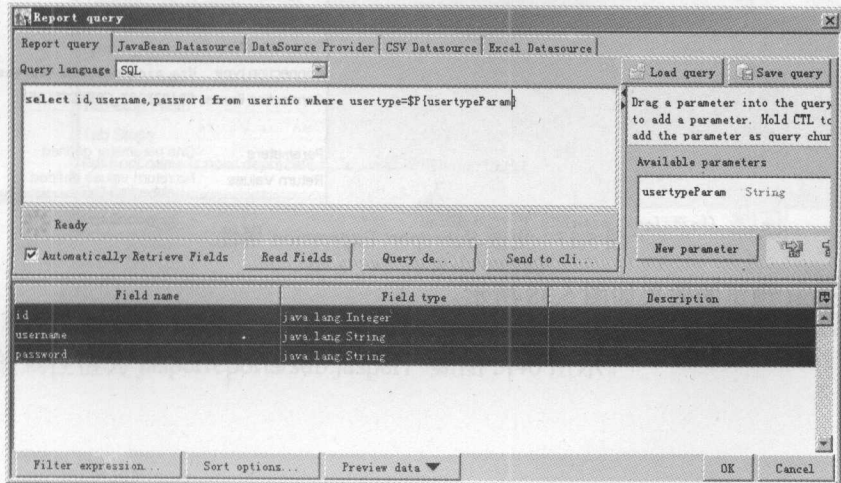 Report query
Report query JavaBean Datasource DataSource Provider CSV Datasource Excel Datasource
Query language SQL
Load query Save query
select id,username,password from userinfo where usertype=$P{usertypeParam}
Drag a parameter into the query
to add a parameter. Hold CTL to
add the parameter as query chun
Available parameters
usertypeParam String
Ready
New parameter
Automatically Retrieve Fields Read Fields Query de... Send to cli...
Field name Field type Description
id java.lang.Integer
username java.lang.String
password java.lang.String
Filter expression... Sort options... Preview data OK Cancel